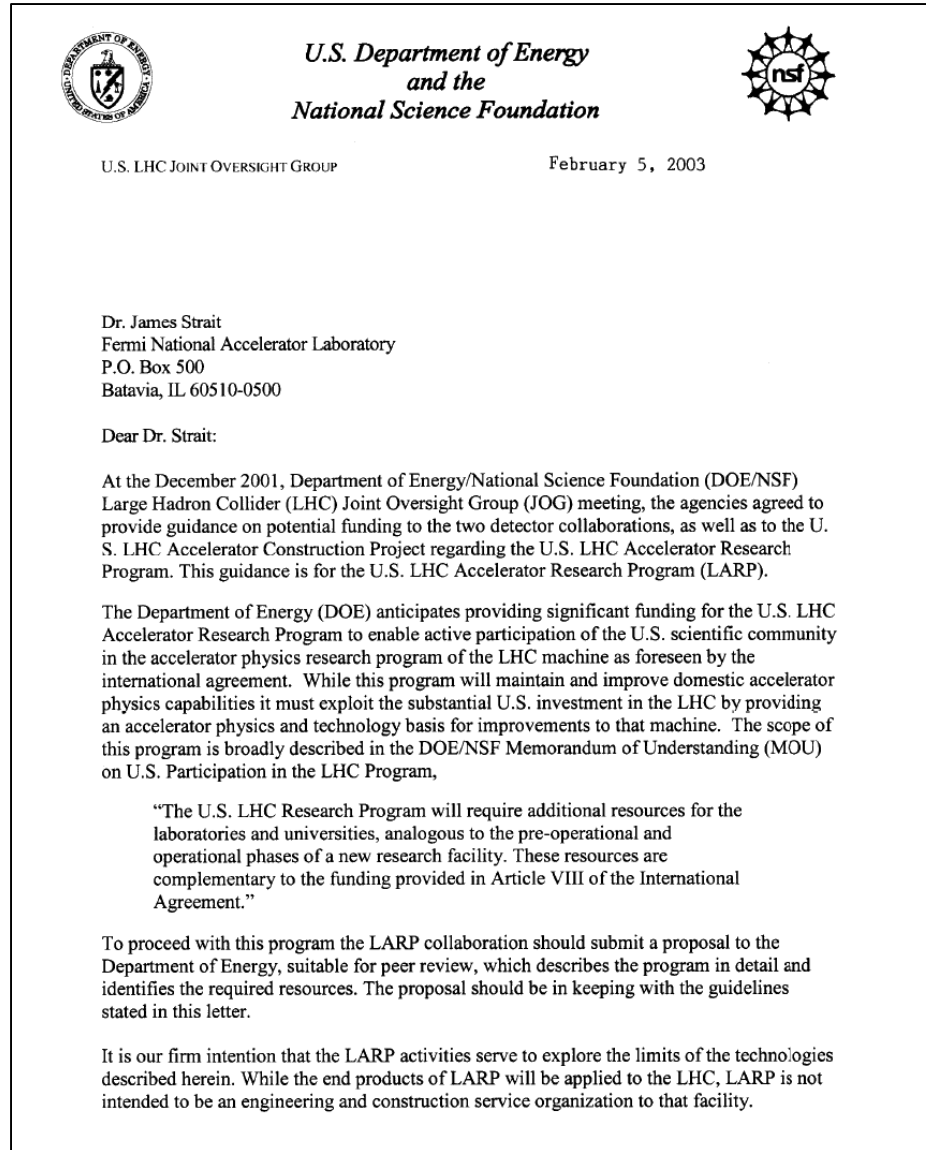 U.S. Department of Energy
and the
National Science Foundation
DEPARTMENT OF ENERGY
UNITED STATES OF AMERICA
nsf
U.S. LHC JOINT OVERSIGHT GROUP
February 5, 2003
Dr. James Strait
Fermi National Accelerator Laboratory
P.O. Box 500
Batavia, IL 60510-0500
Dear Dr. Strait:
At the December 2001, Department of Energy/National Science Foundation (DOE/NSF)
Large Hadron Collider (LHC) Joint Oversight Group (JOG) meeting, the agencies agreed to
provide guidance on potential funding to the two detector collaborations, as well as to the U.
S. LHC Accelerator Construction Project regarding the U.S. LHC Accelerator Research
Program. This guidance is for the U.S. LHC Accelerator Research Program (LARP).
The Department of Energy (DOE) anticipates providing significant funding for the U.S. LHC
Accelerator Research Program to enable active participation of the U.S. scientific community
in the accelerator physics research program of the LHC machine as foreseen by the
international agreement. While this program will maintain and improve domestic accelerator
physics capabilities it must exploit the substantial U.S. investment in the LHC by providing
an accelerator physics and technology basis for improvements to that machine. The scope of
this program is broadly described in the DOE/NSF Memorandum of Understanding (MOU)
on U.S. Participation in the LHC Program,
“The U.S. LHC Research Program will require additional resources for the
laboratories and universities, analogous to the pre-operational and
operational phases of a new research facility. These resources are
complementary to the funding provided in Article VIII of the International
Agreement.”
To proceed with this program the LARP collaboration should submit a proposal to the
Department of Energy, suitable for peer review, which describes the program in detail and
identifies the required resources. The proposal should be in keeping with the guidelines
stated in this letter.
It is our firm intention that the LARP activities serve to explore the limits of the technologies
described herein. While the end products of LARP will be applied to the LHC, LARP is not
intended to be an engineering and construction service organization to that facility.